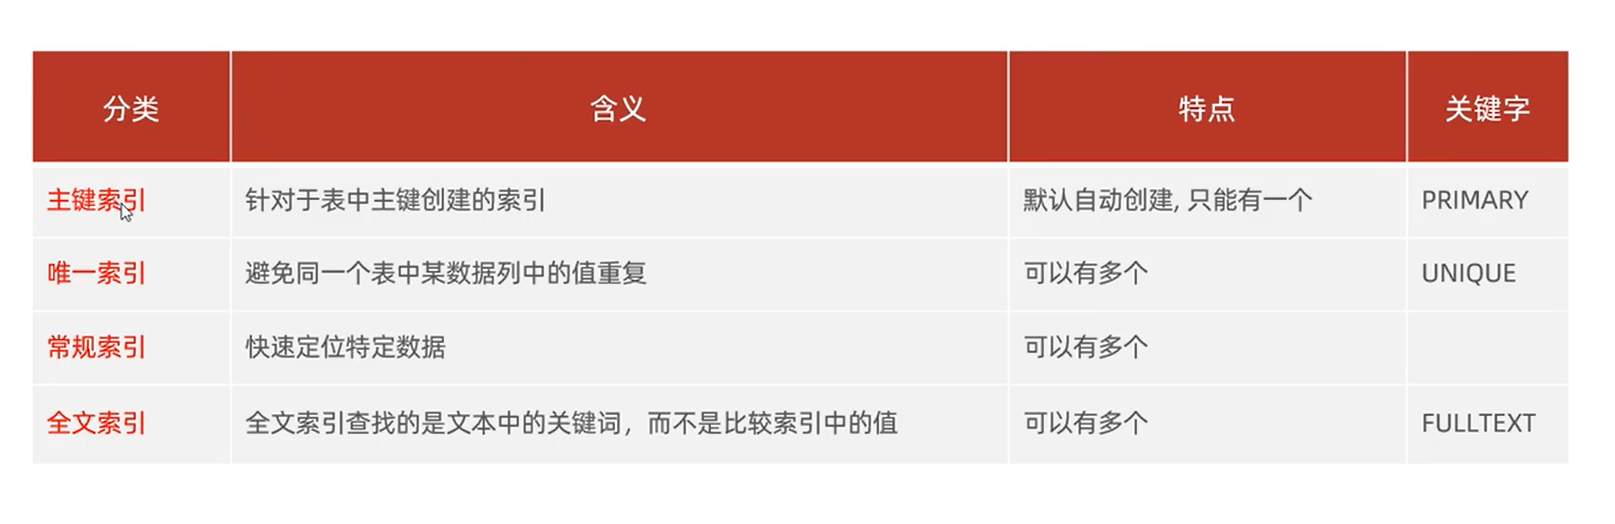 分类 含义 特点 关键字
主键索引 针对于表中主键创建的索引 默认自动创建, 只能有一个 PRIMARY
唯一索引 避免同一个表中某数据列中的值重复 可以有多个 UNIQUE
常规索引 快速定位特定数据 可以有多个
全文索引 全文索引查找的是文本中的关键词，而不是比较索引中的值 可以有多个 FULLTEXT